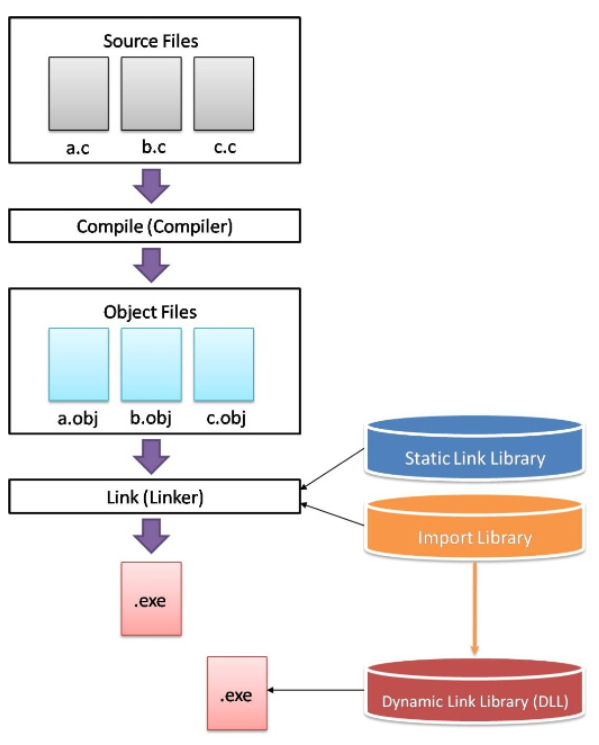 Source Files
a.c
b.c
c.c
Compile (Compiler)
Object Files
a.obj
b.obj
c.obj
Static Link Library
Link (Linker)
Import Library
.exe
.exe
Dynamic Link Library (DLL)